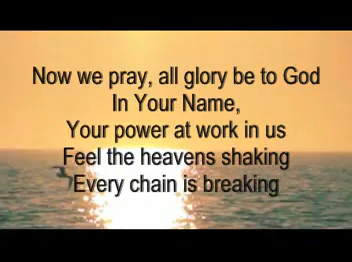 Now we pray, all glory be to God
In Your Name,
Your power at work in us
Feel the heavens shaking
Every chain is breaking